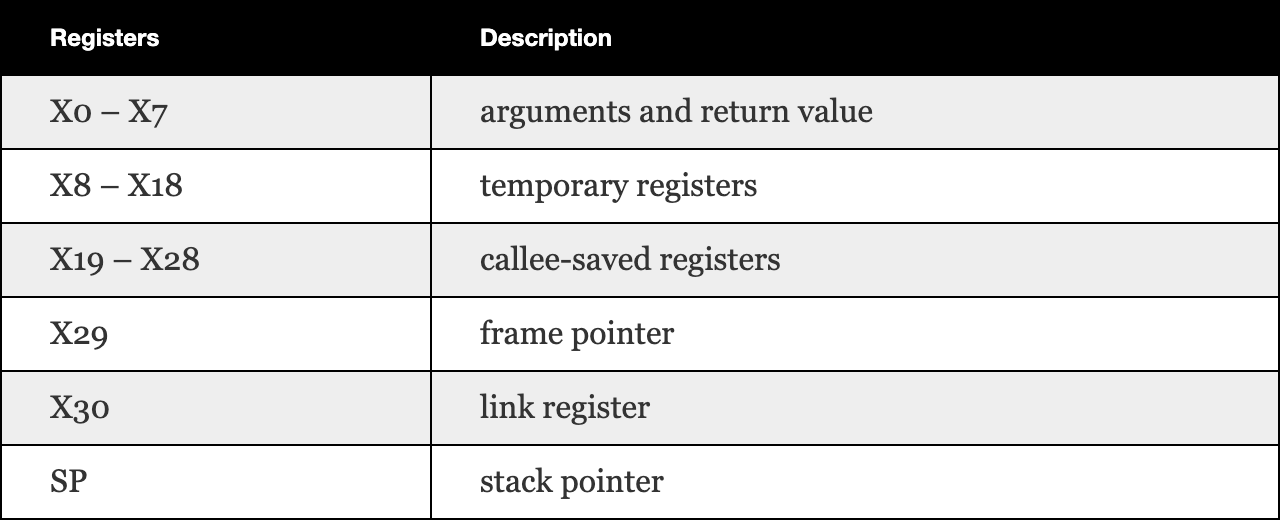 Registers Description
X0 – X7 arguments and return value
X8 – X18 temporary registers
X19 – X28 callee-saved registers
X29 frame pointer
X30 link register
SP stack pointer